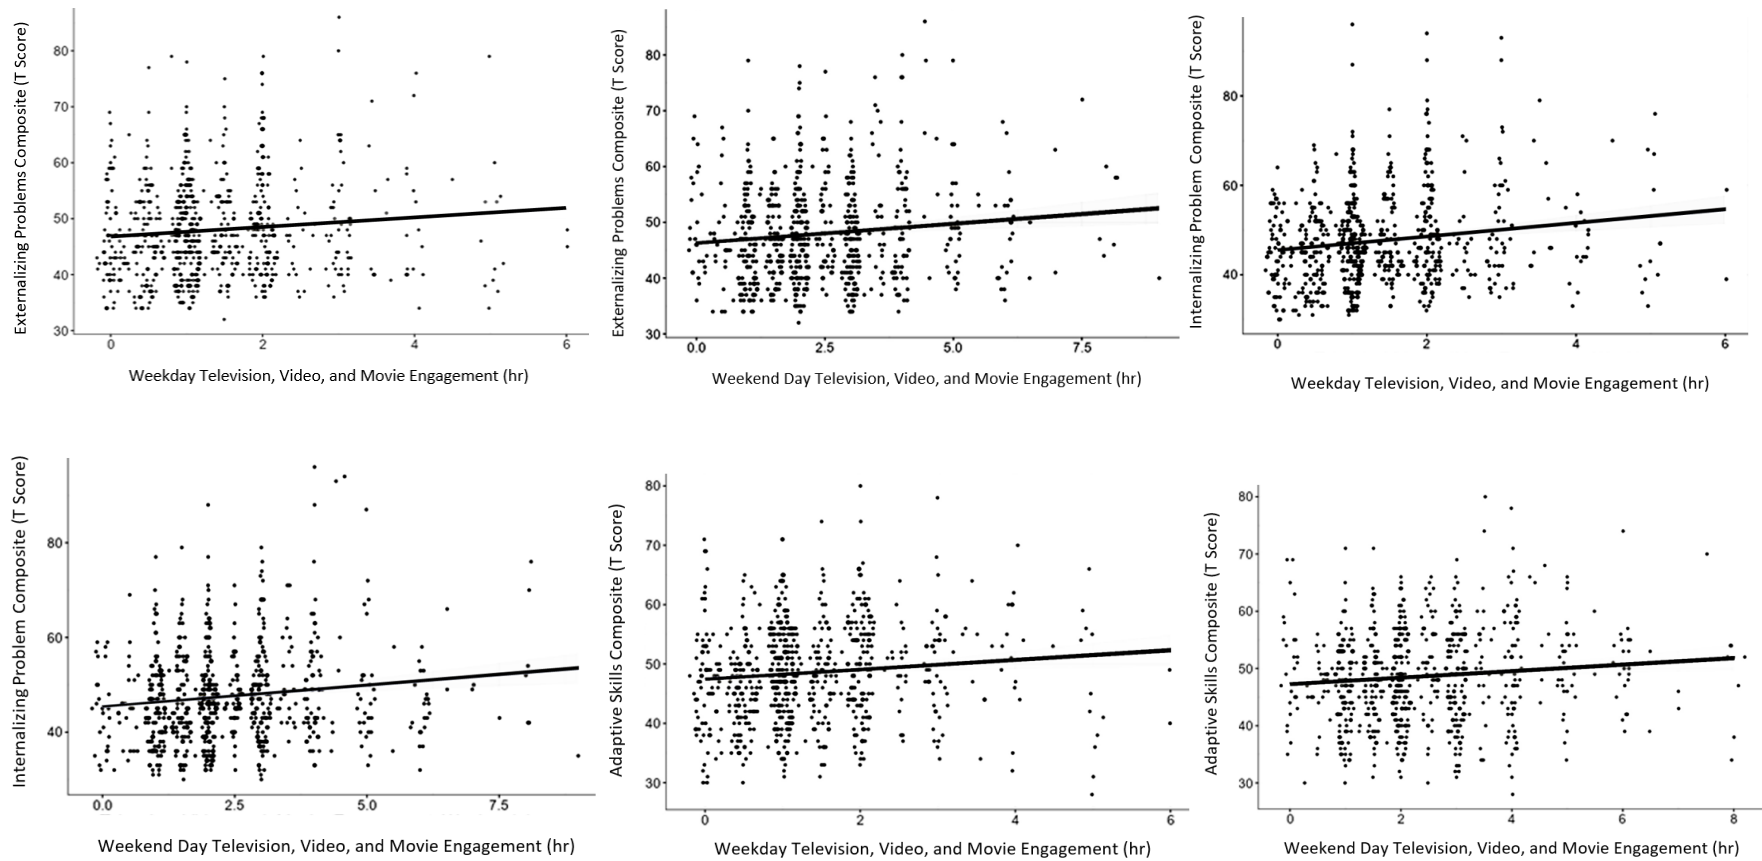 Externalizing Problems Composite (T Score)
80
70
60
50
40
30
0 2 4 6
Weekday Television, Video, and Movie Engagement (hr)
Externalizing Problems Composite (T Score)
80
70
60
50
40
30
0.0 2.5 5.0 7.5
Weekend Day Television, Video, and Movie Engagement (hr)
Internalizing Problem Composite (T Score)
80
60
40
0 2 4 6
Weekday Television, Video, and Movie Engagement (hr)
Internalizing Problem Composite (T Score)
80
60
40
0.0 2.5 5.0 7.5
Weekend Day Television, Video, and Movie Engagement (hr)
Adaptive Skills Composite (T Score)
80
70
60
50
40
30
0 2 4 6
Weekday Television, Video, and Movie Engagement (hr)
Adaptive Skills Composite (T Score)
80
70
60
50
40
30
0 2 4 6 8
Weekend Day Television, Video, and Movie Engagement (hr)